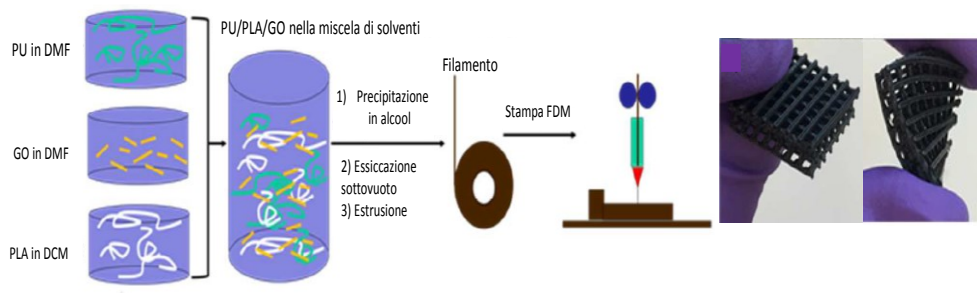 PU in DMF
GO in DMF
PLA in DCM
PU/PLA/GO nella miscela di solventi
1) Precipitazione
in alcool
2) Essiccazione
sottovuoto
3) Estrusione
Filamento
Stampa FDM